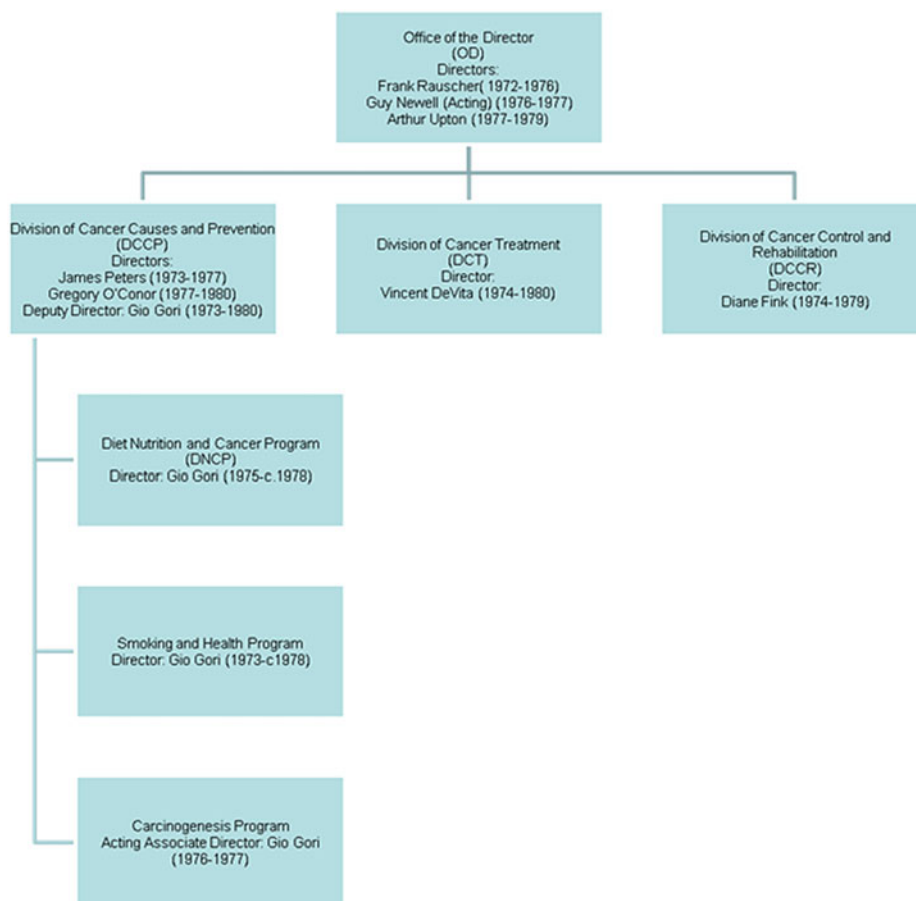 Office of the Director
(OD)
Directors:
Frank Rauscher( 1972-1976)
Guy Newell (Acting) (1976-1977)
Arthur Upton (1977-1979)
Division of Cancer Causes and Prevention
(DCCP)
Directors:
James Peters (1973-1977)
Gregory O'Conor (1977-1980)
Deputy Director: Gio Gori (1973-1980)
Division of Cancer Treatment
(DCT)
Director:
Vincent DeVita (1974-1980)
Division of Cancer Control and
Rehabilitation
(DCCR)
Director:
Diane Fink (1974-1979)
Diet Nutrition and Cancer Program
(DNCP)
Director: Gio Gori (1975-c.1978)
Smoking and Health Program
Director: Gio Gori (1973-c1978)
Carcinogenesis Program
Acting Associate Director: Gio Gori
(1976-1977)